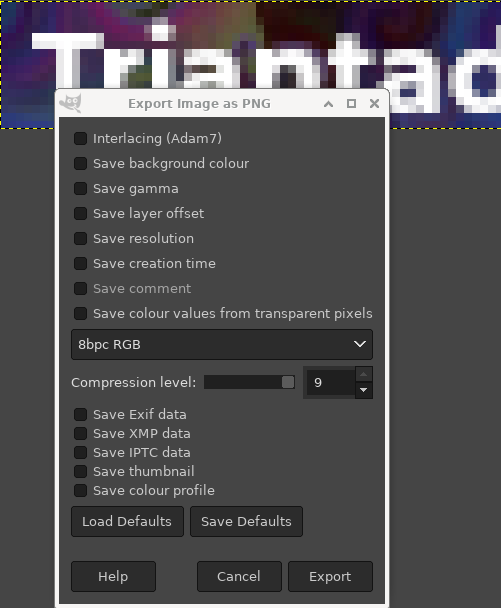 Triantad
Export Image as PNG
Interlacing (Adam7)
Save background colour
Save gamma
Save layer offset
Save resolution
Save creation time
Save comment
Save colour values from transparent pixels
8bpc RGB
Compression level: 9
Save Exif data
Save XMP data
Save IPTC data
Save thumbnail
Save colour profile
Load Defaults Save Defaults
Help Cancel Export